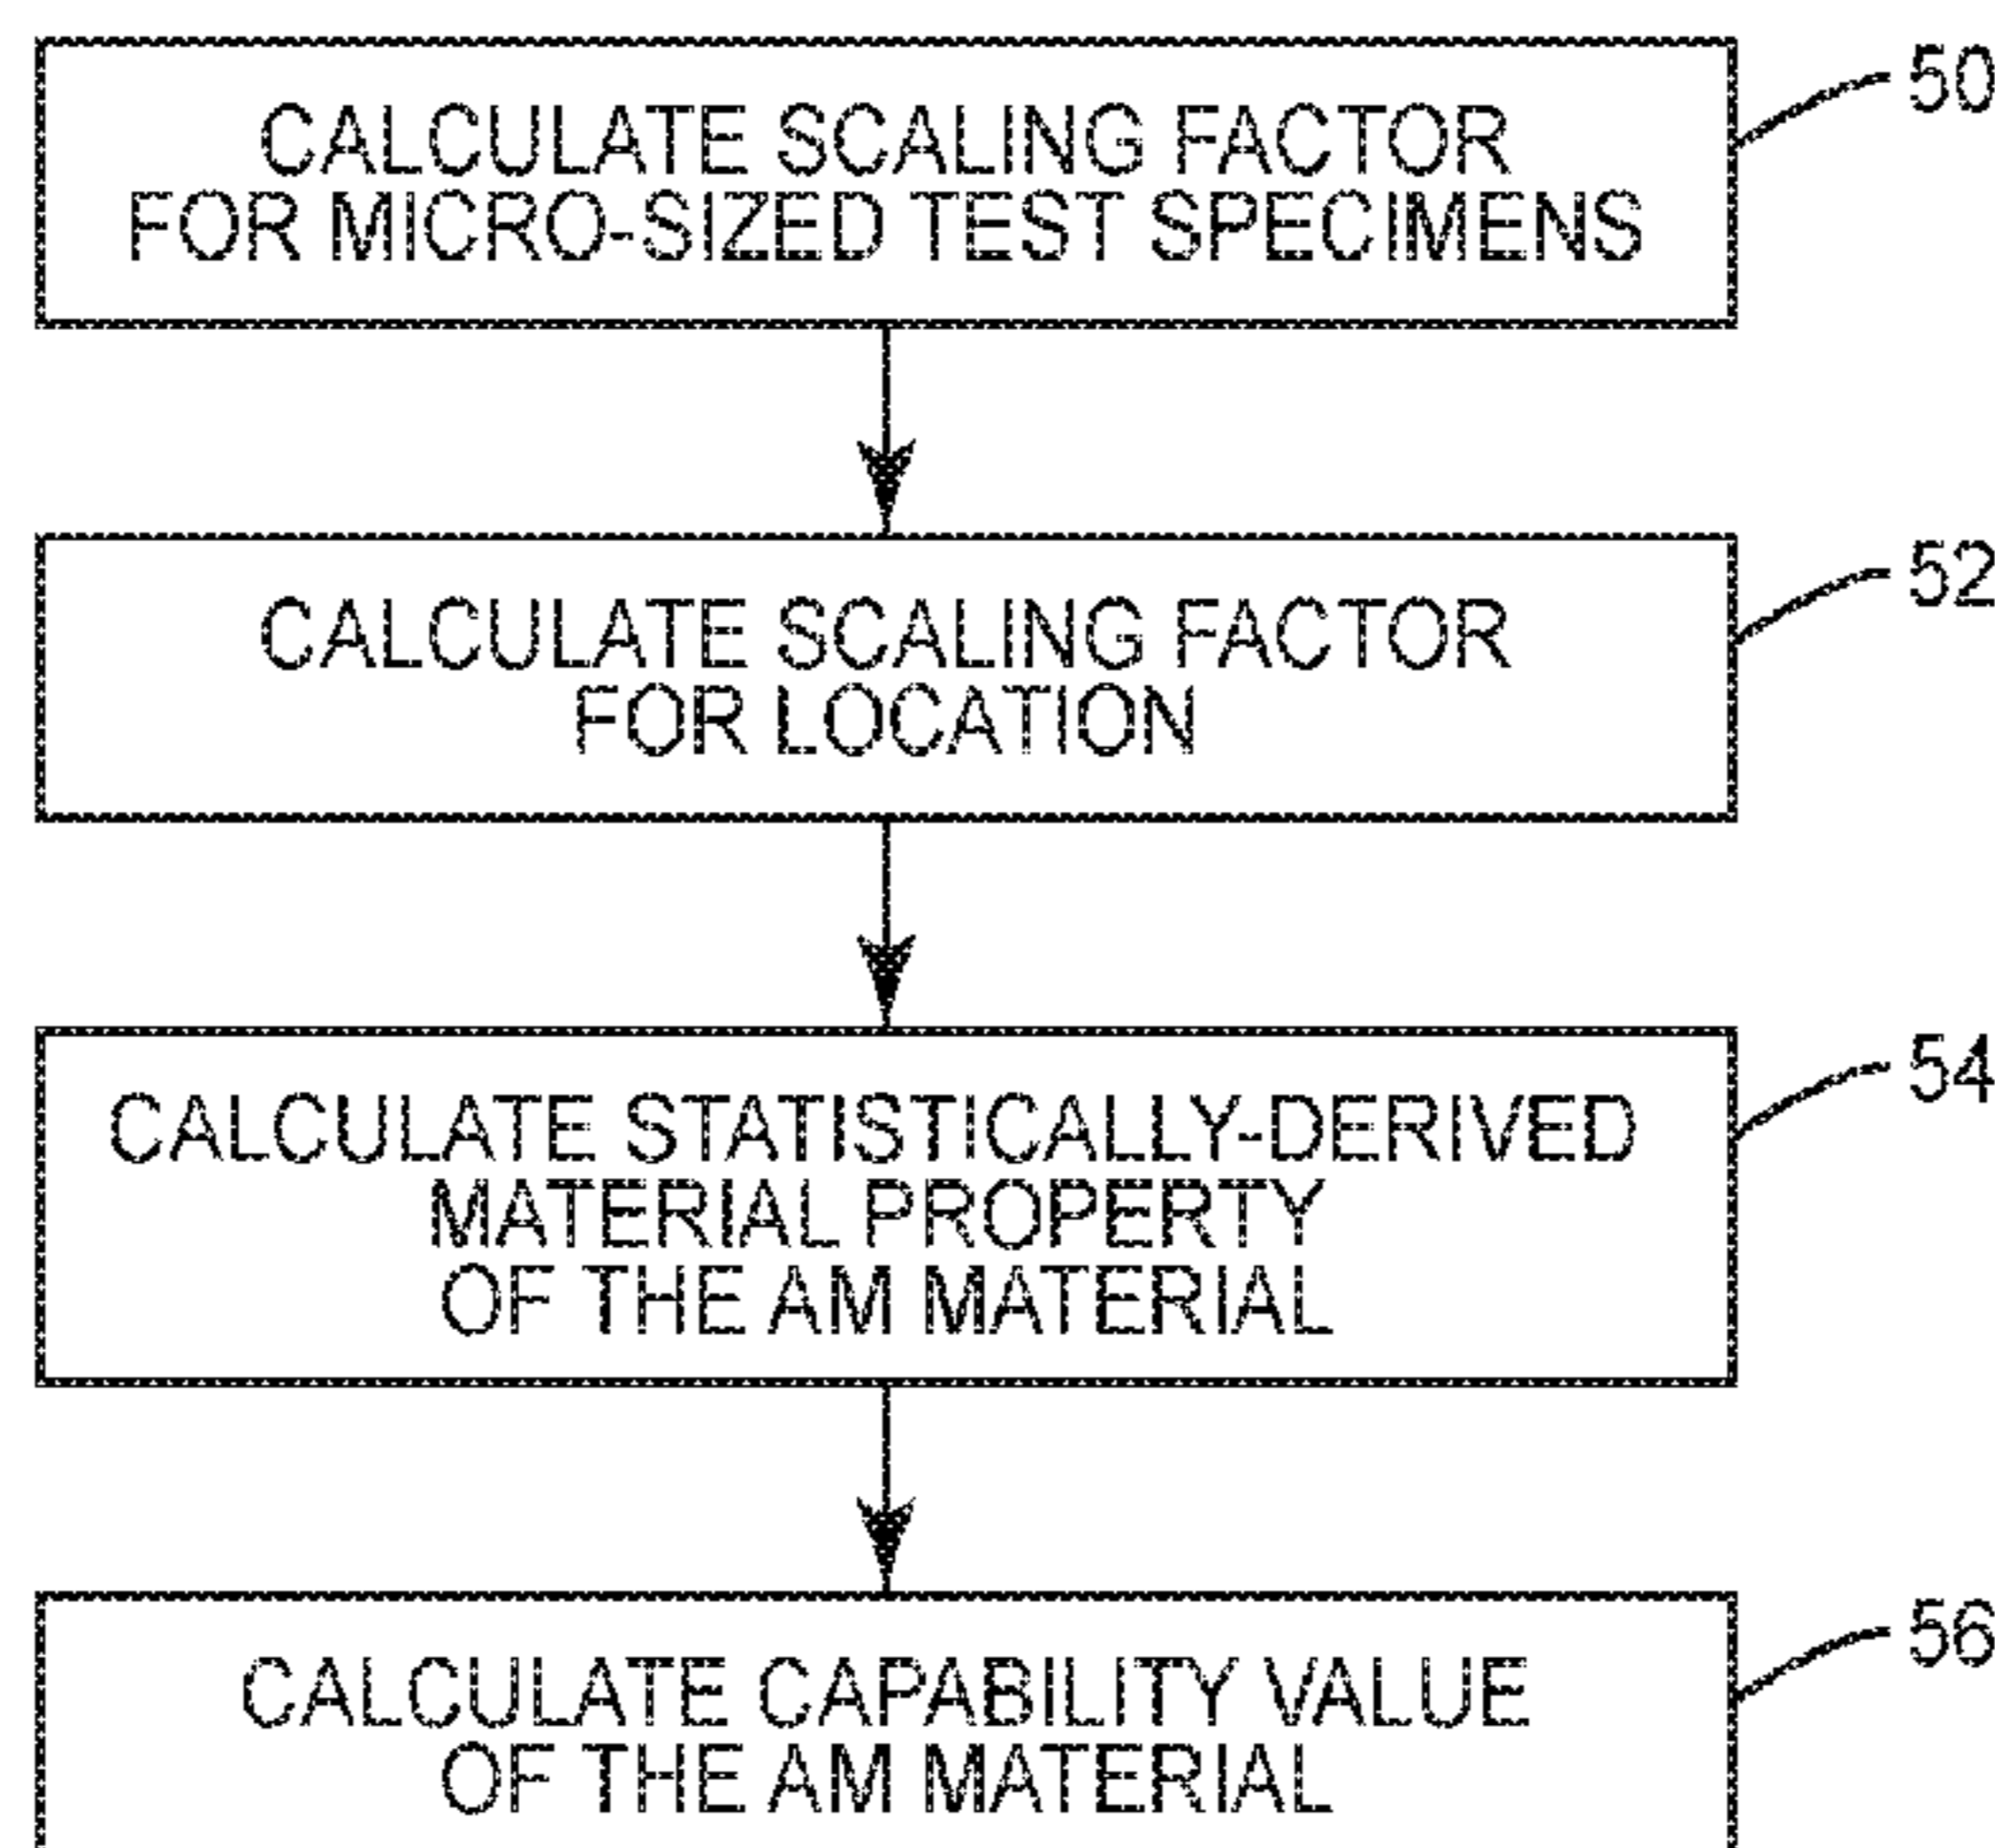 50
CALCULATE SCALING FACTOR
FOR MICRO-SIZED TEST SPECIMENS
52
CALCULATE SCALING FACTOR
FOR LOCATION
54
CALCULATE STATISTICALLY-DERIVED
MATERIAL PROPERTY
OF THE AM MATERIAL
56
CALCULATE CAPABILITY VALUE
OF THE AM MATERIAL